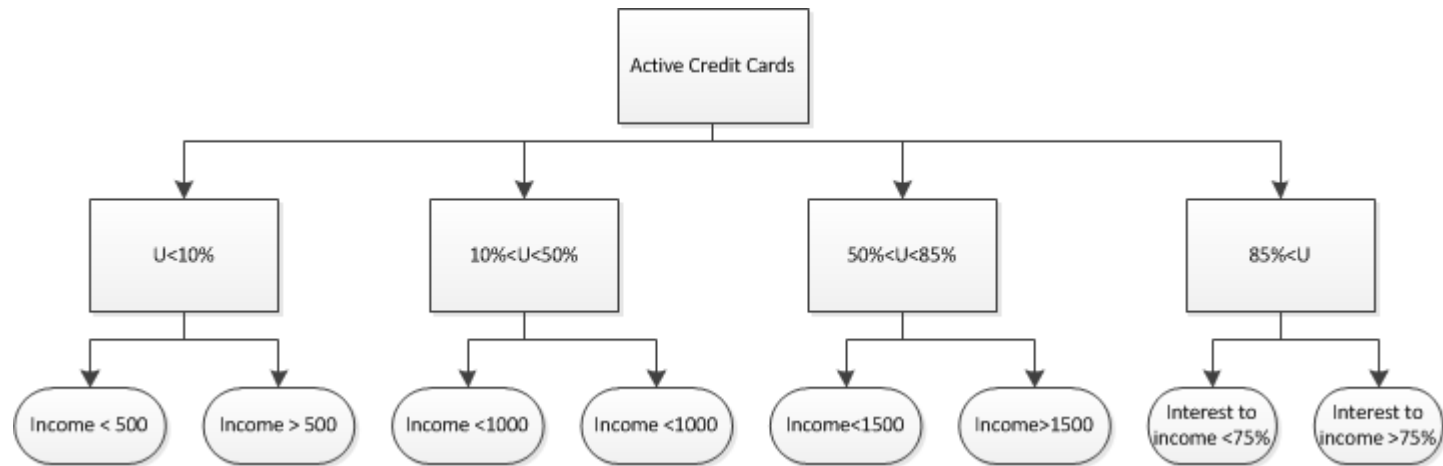 Active Credit Cards
U<10%
10%<U<50%
50%<U<85%
85%<U
Income < 500
Income > 500
Income <1000
Income <1000
Income<1500
Income>1500
Interest to
income <75%
Interest to
income >75%